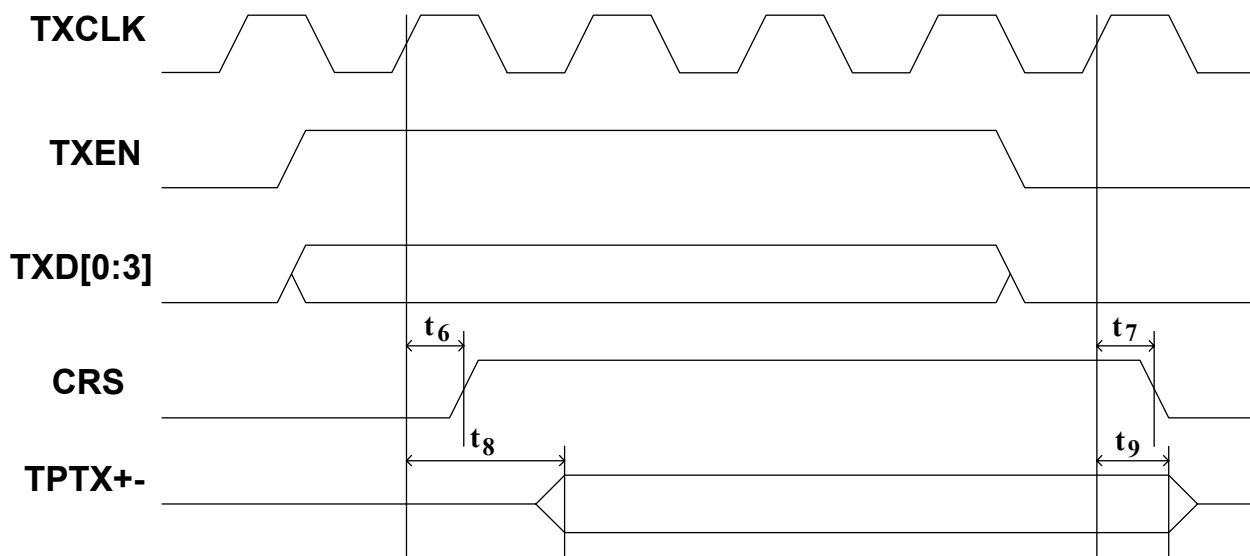 TXCLK
TXEN
TXD[0:3]
t6
t7
CRS
t8
t9
TPTX+-